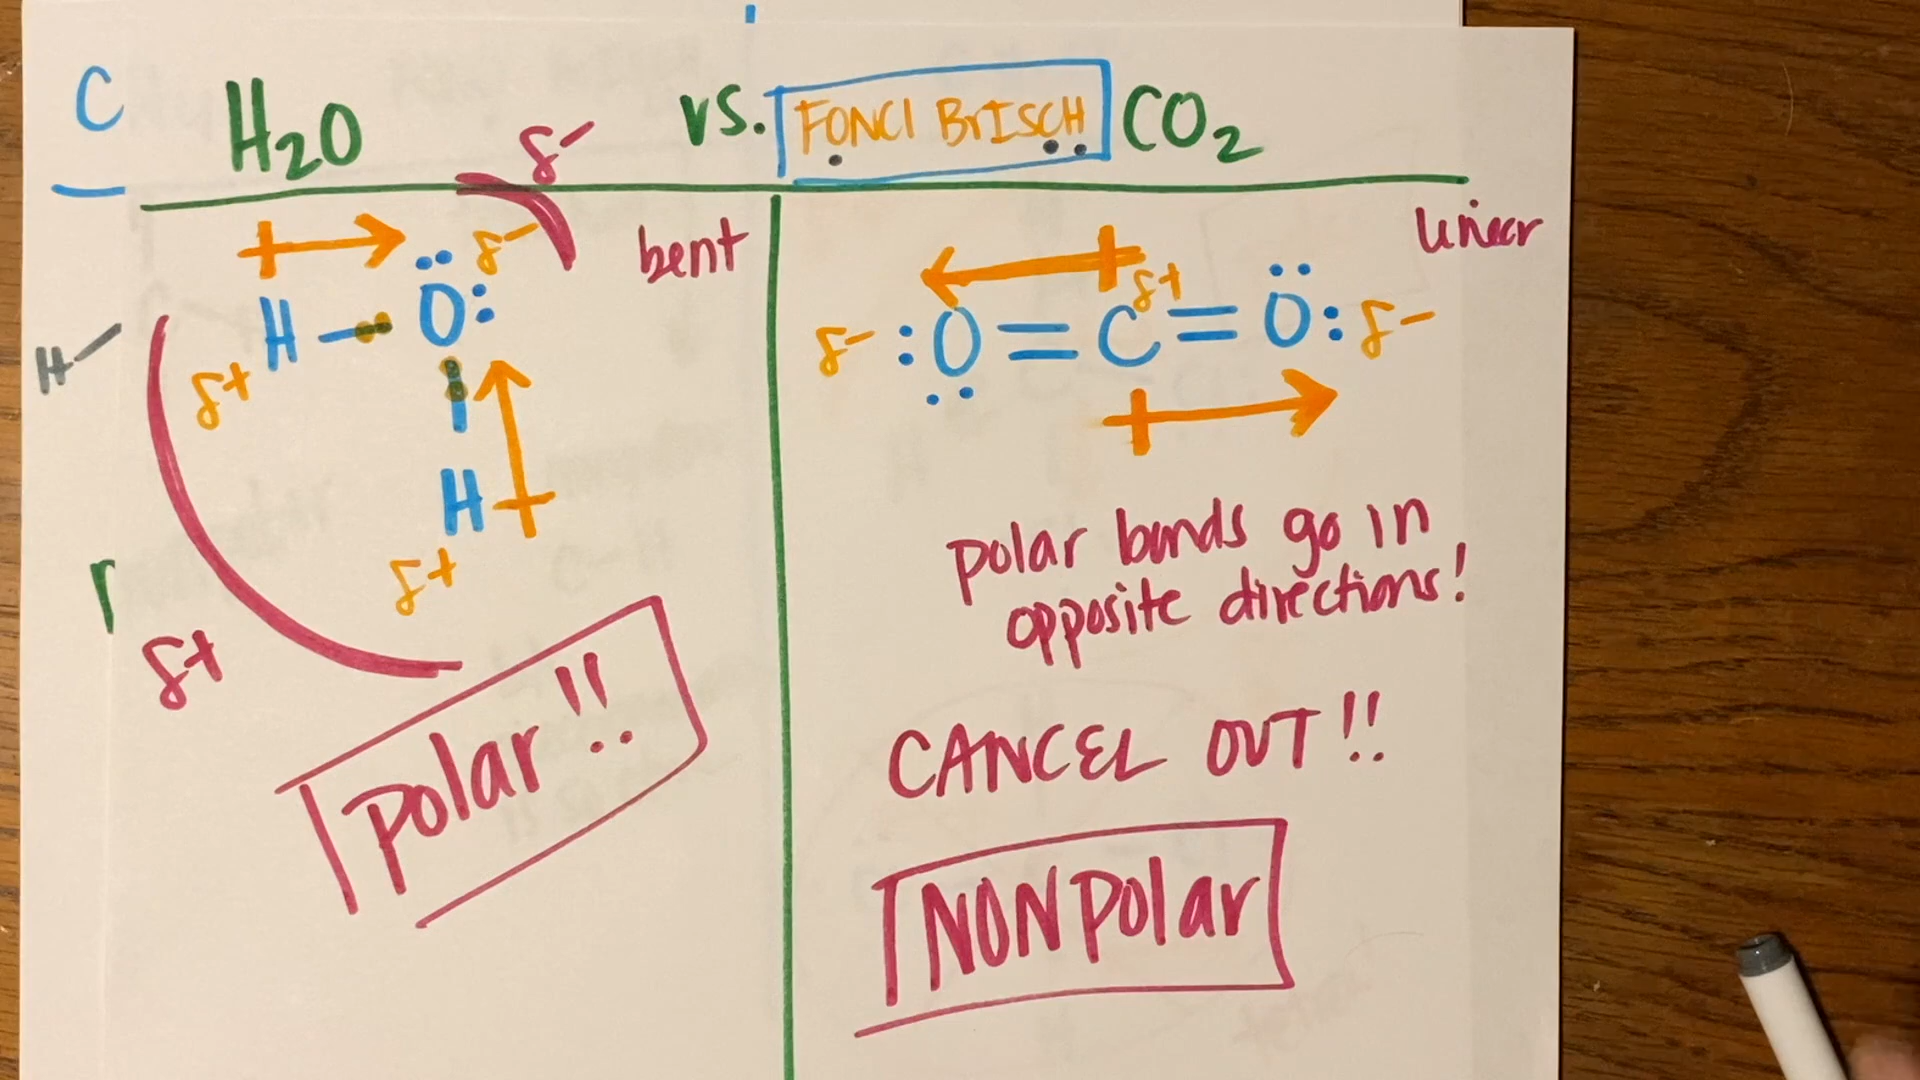 C
H₂O vs. FONCl BrISCH CO₂
δ-
bent
δ-
H - O
δ+
H
δ+
H
δ+
Polar!!
linear
δ+
δ- :O = C = O: δ-
polar bonds go in
opposite directions!
CANCEL OUT!!
NONPolar